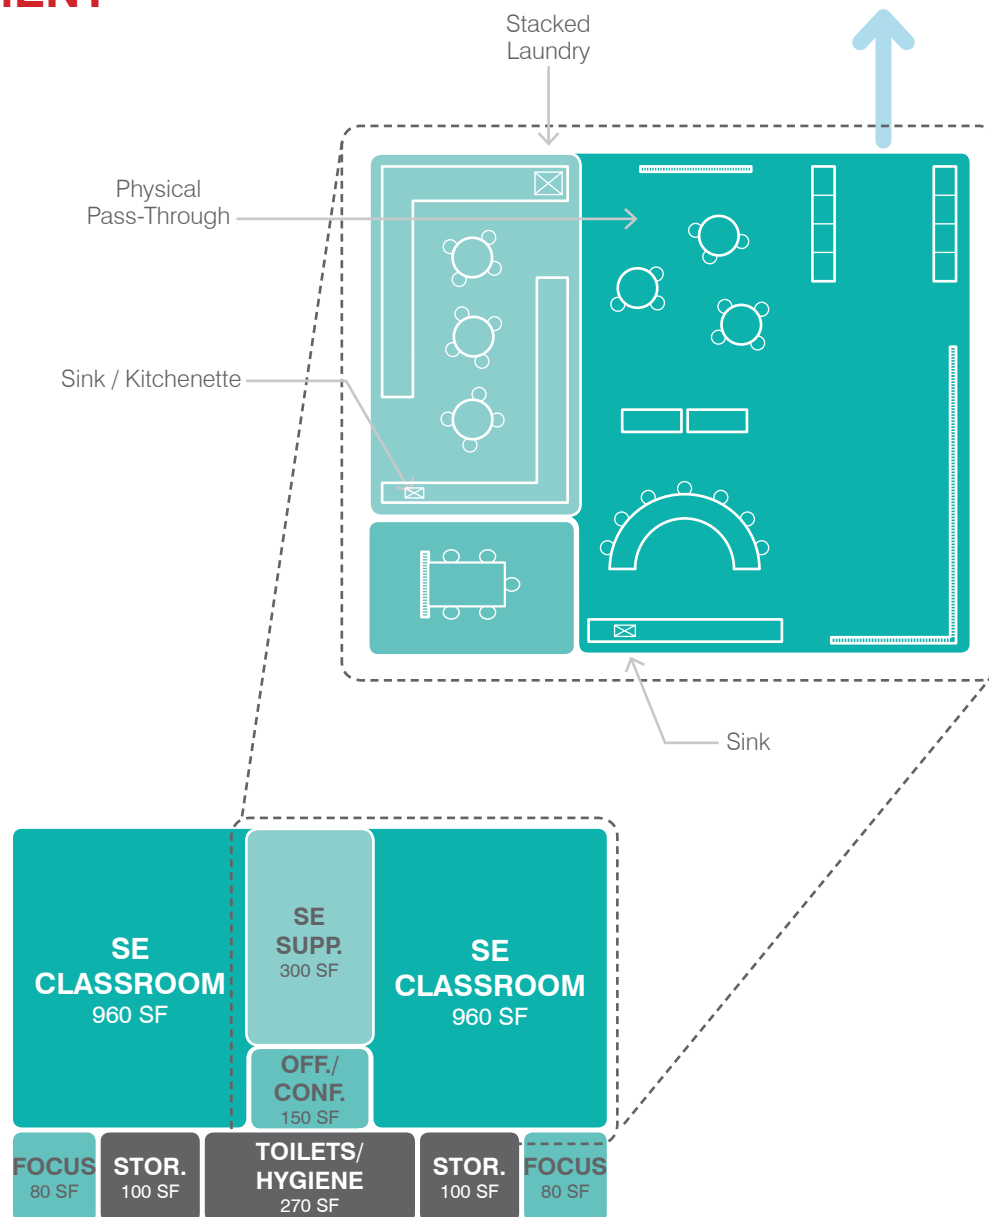 Stacked
Laundry
Physical
Pass-Through
Sink / Kitchenette
Sink
SE
CLASSROOM
960 SF
SE
SUPP.
300 SF
SE
CLASSROOM
960 SF
OFF./
CONF.
150 SF
FOCUS
80 SF
STOR.
100 SF
TOILETS/
HYGIENE
270 SF
STOR.
100 SF
FOCUS
80 SF